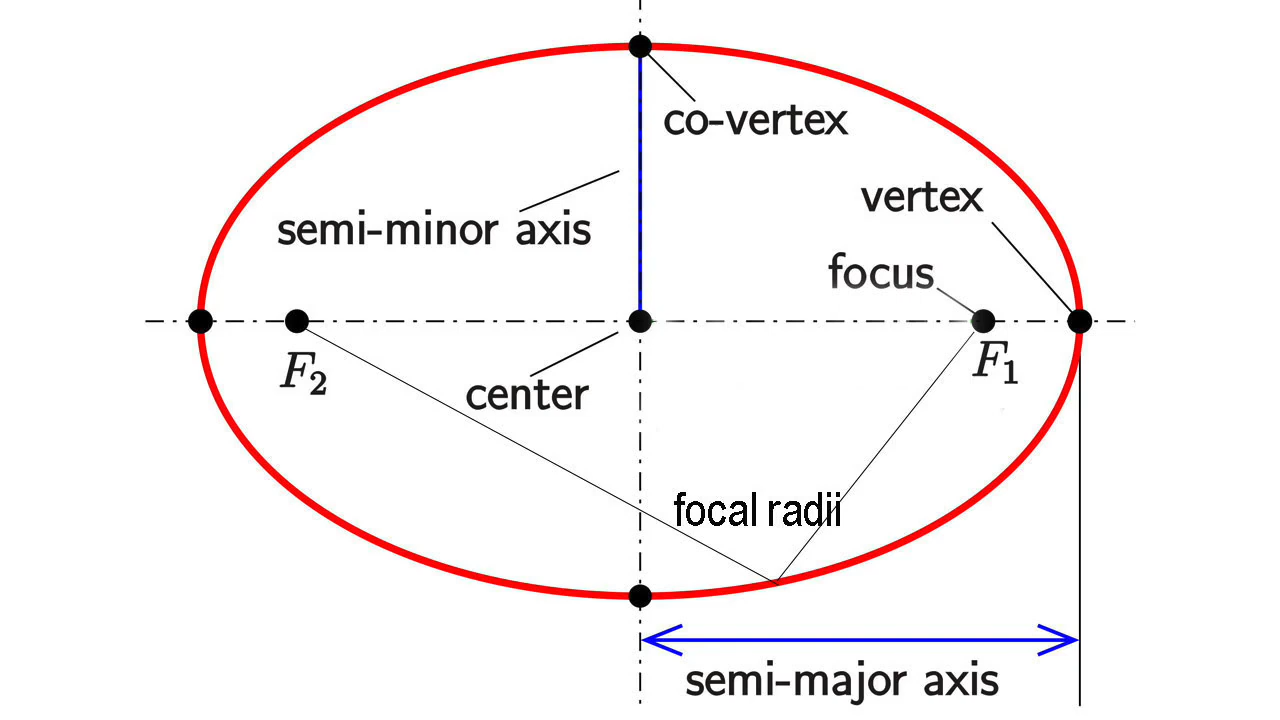 co-vertex
vertex
semi-minor axis
focus
F₂
F₁
center
focal radii
semi-major axis